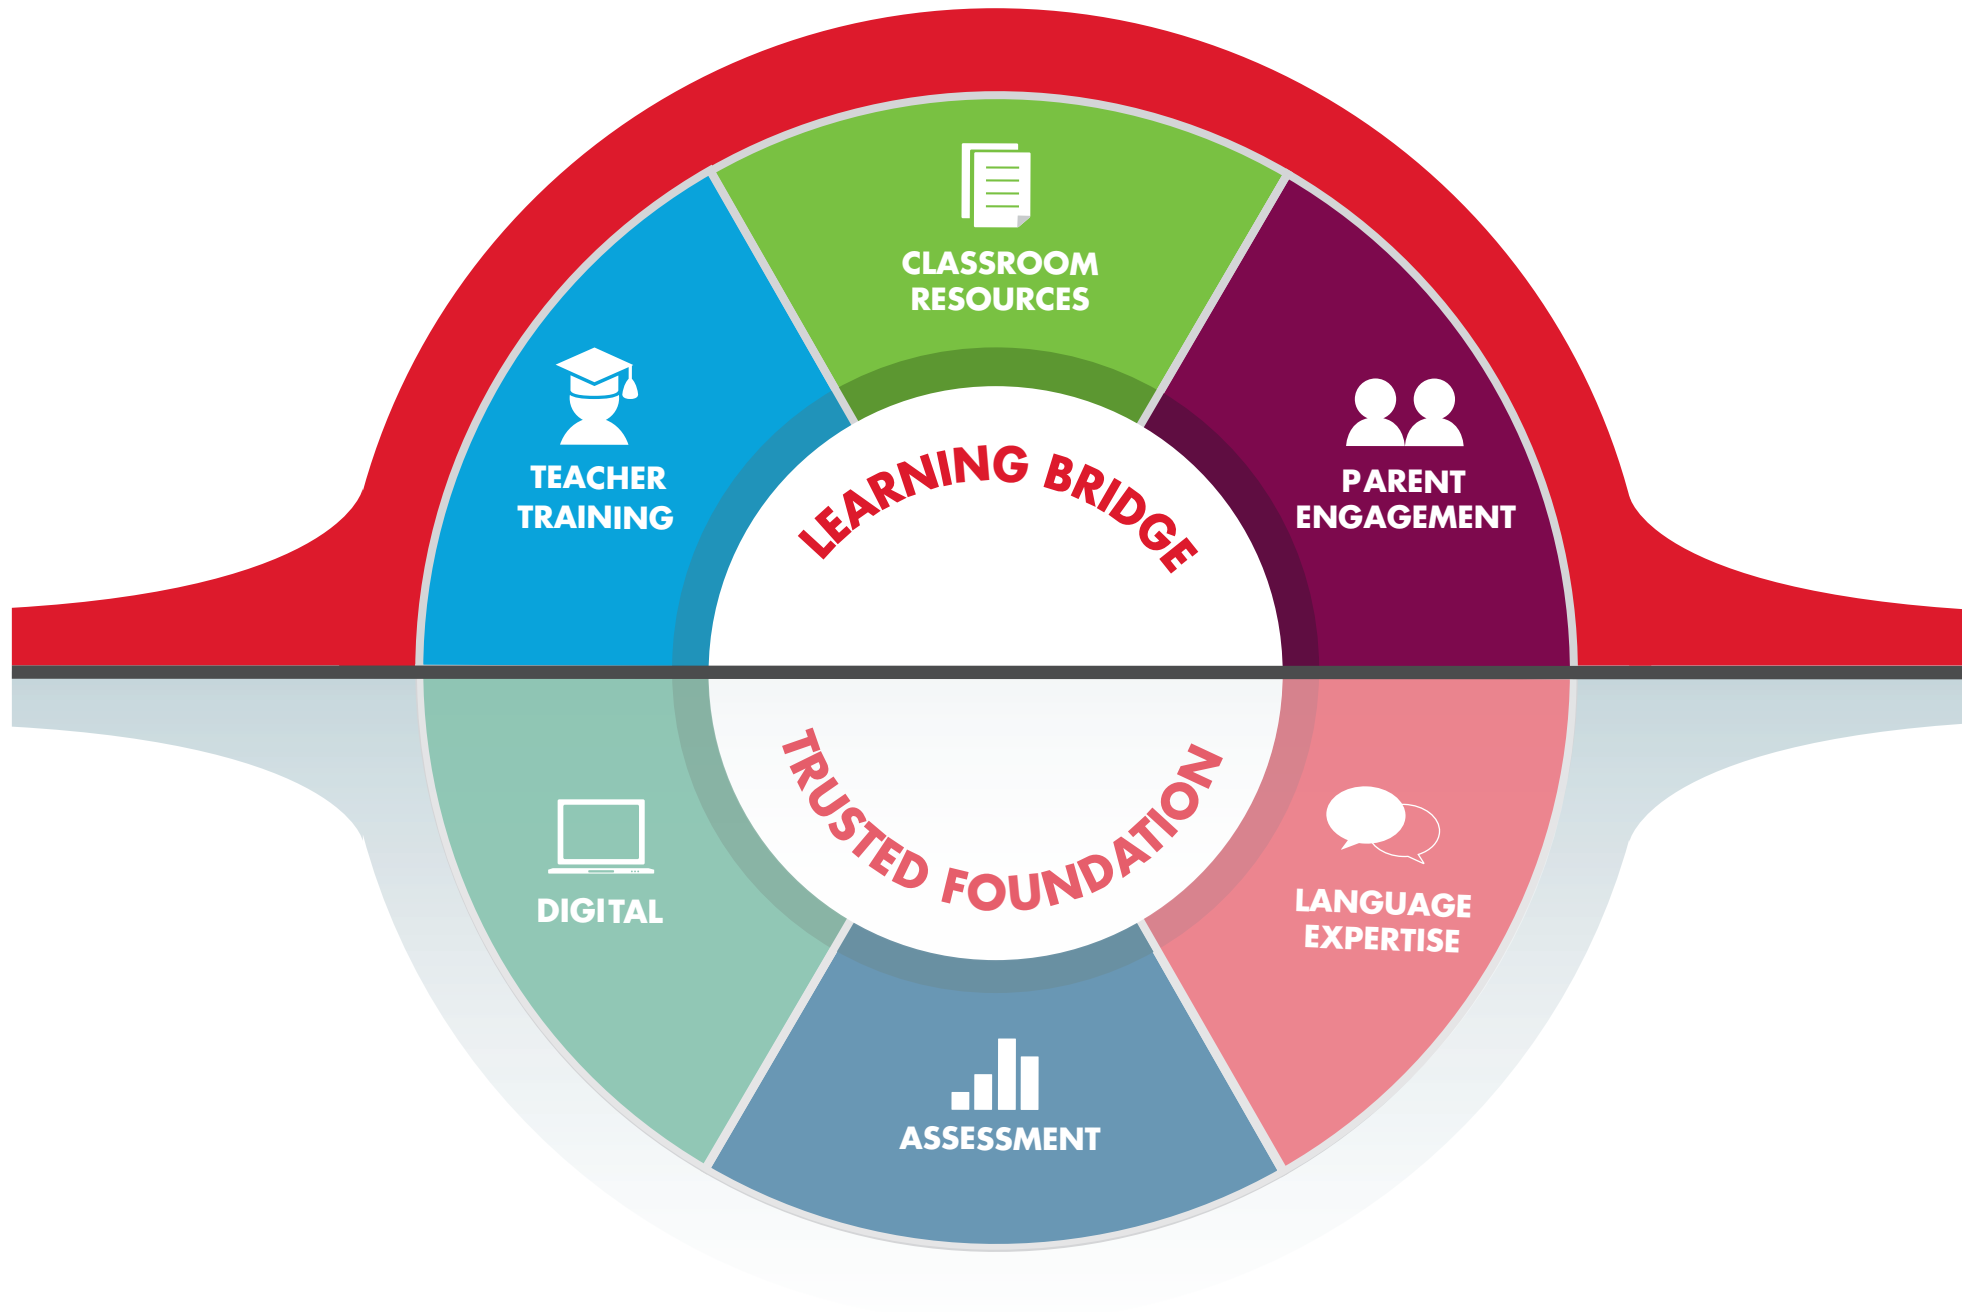 CLASSROOM
RESOURCES
TEACHER
TRAINING
PARENT
ENGAGEMENT
LEARNING BRIDGE
TRUSTED FOUNDATION
DIGITAL
LANGUAGE
EXPERTISE
ASSESSMENT